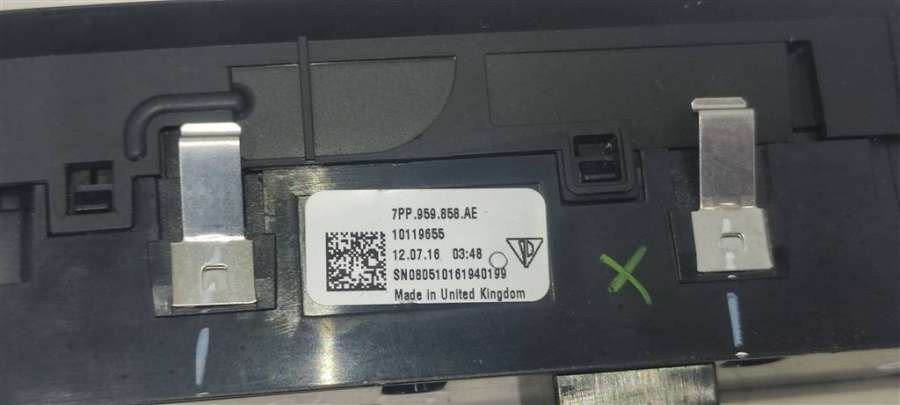 7PP.959.858.AE
10119655
12.07.16 03:48
SN080510161940199
Made in United Kingdom